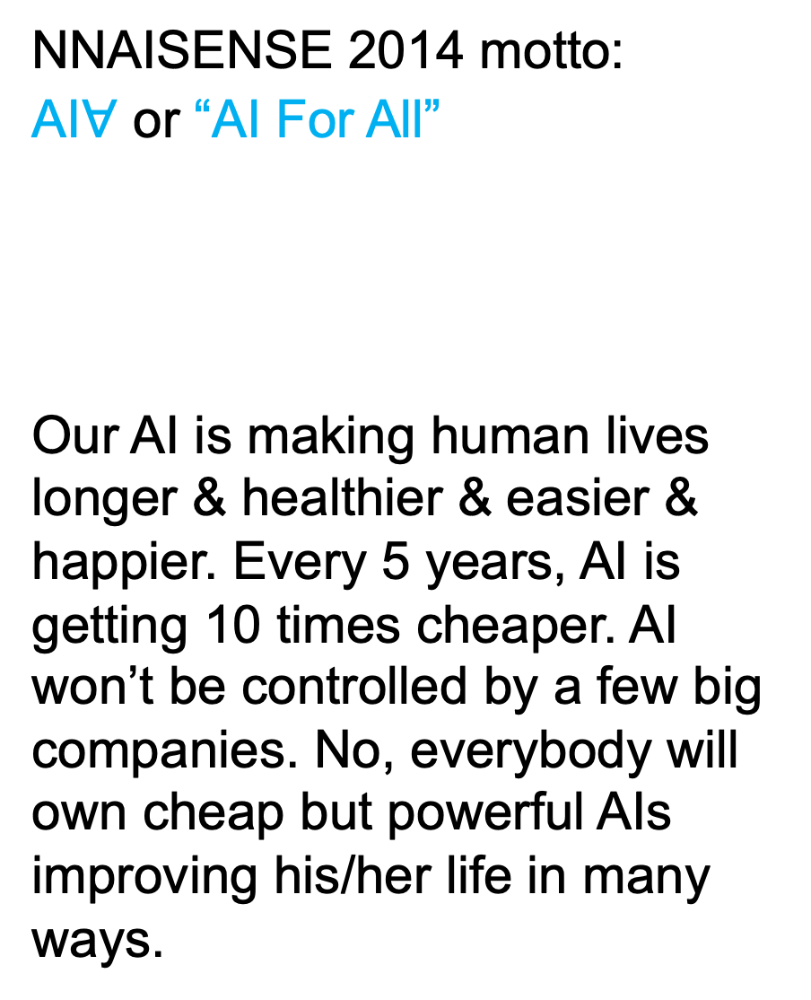 NNAISENSE 2014 motto:
AI∀ or “AI For All”
Our AI is making human lives
longer & healthier & easier &
happier. Every 5 years, AI is
getting 10 times cheaper. AI
won’t be controlled by a few big
companies. No, everybody will
own cheap but powerful AIs
improving his/her life in many
ways.